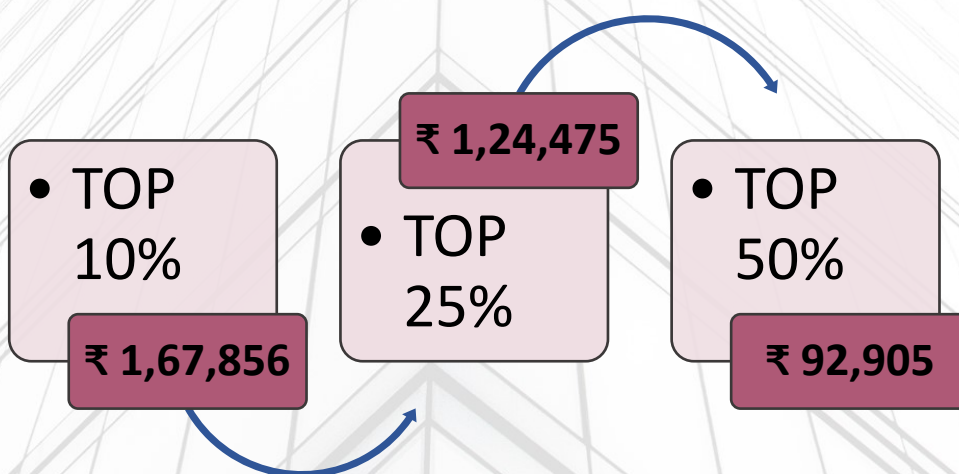 • TOP
10%
₹ 1,67,856
₹ 1,24,475
• TOP
25%
• TOP
50%
₹ 92,905